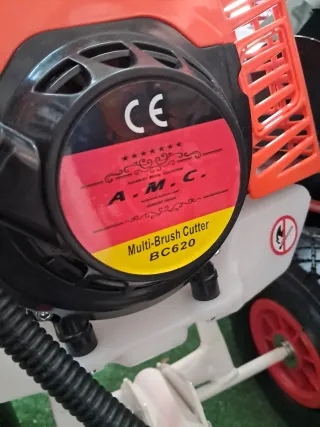 CE
A.M.C.
Multi-Brush Cutter
BC620